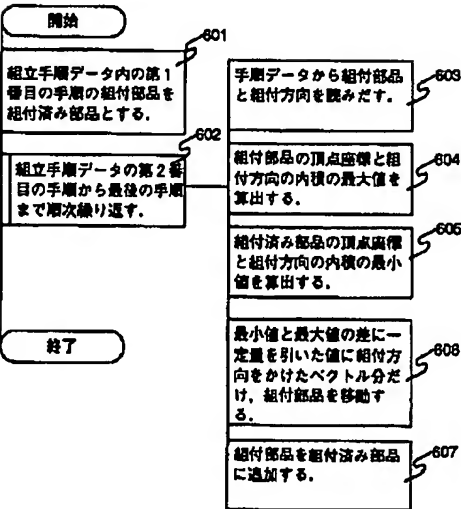 開始
601
組立手順データ内の第1
番目の手順の組付部品を
組付済み部品とする.
602
組立手順データの第2番
目の手順から最後の手順
まで順次繰り返す.
終了
603
手順データから組付部品
と組付方向を読みだす.
604
組付部品の頂点座標と組
付方向の内積の最大値を
算出する.
605
組付済み部品の頂点座標
と組付方向の内積の最小
値を算出する.
606
最小値と最大値の差に一
定量を引いた値に組付方
向をかけたベクトル分だ
け,組付部品を移動す
る.
607
組付部品を組付済み部品
に追加する.